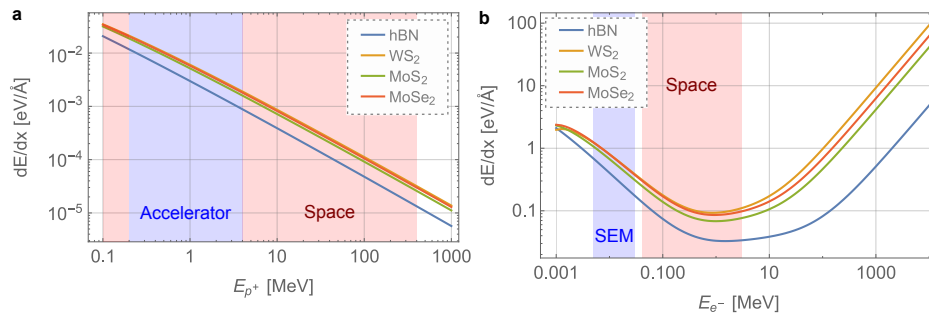 a
dE/dx [eV/Å]
10⁻²
10⁻³
10⁻⁴
10⁻⁵
hBN
WS₂
MoS₂
MoSe₂
Accelerator
Space
0.1
1
10
100
1000
E_p⁺ [MeV]
b
dE/dx [eV/Å]
100
10
1
0.1
hBN
WS₂
MoS₂
MoSe₂
Space
SEM
0.001
0.100
10
1000
E_e⁻ [MeV]